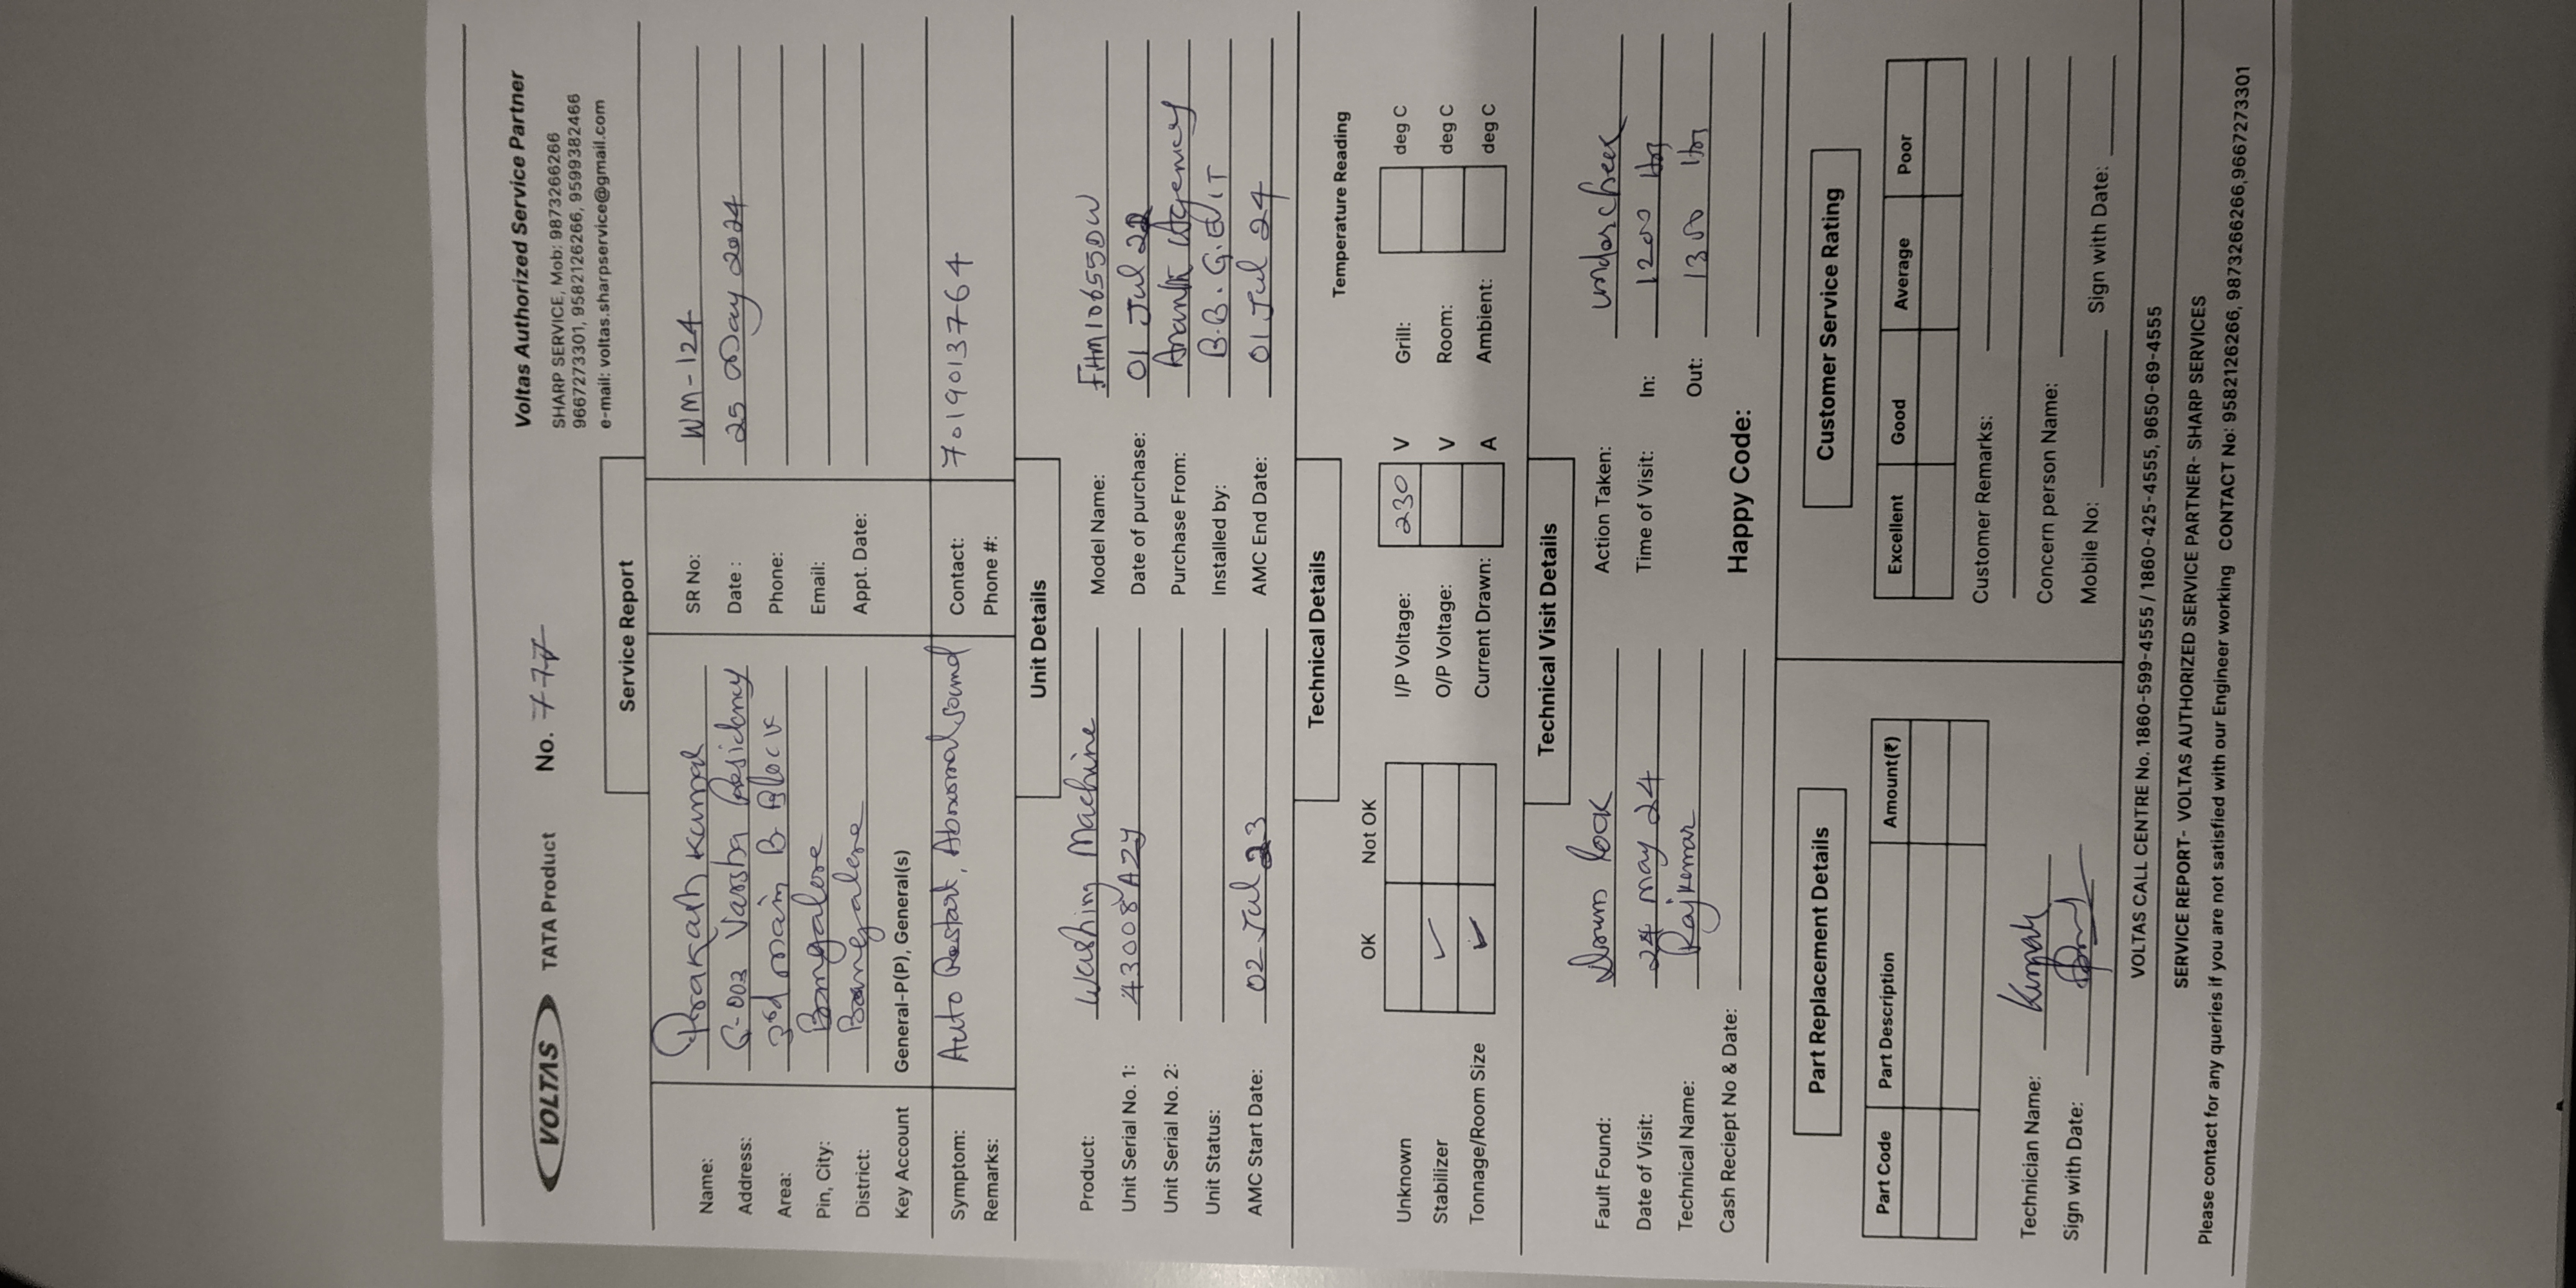 VOLTAS TATA Product No. 777
Voltas Authorized Service Partner
SHARP SERVICE, Mob: 9873266266
9667273301, 9582126266, 9599382466
e-mail: voltas.sharpservice@gmail.com
Service Report
Name: Prakash Kumar SR No: WM-124
Address: G-003 Varsha Residency Date : 25 May 2024
Area: 3rd main B Block Phone:
Pin, City: Bangalore Email:
District: Bangalore Appt. Date:
Key Account General-P(P), General(s)
Symptom: Auto Restart, Abnormal sound Contact: 7019013764
Remarks: Phone #:
Unit Details
Product: Washing Machine Model Name: FHM1065SDW
Unit Serial No. 1: 43008A2Y Date of purchase: 01 Jul 22
Unit Serial No. 2: Purchase From: Agency
Unit Status: Installed by: B.B.G.
AMC Start Date: 02-Jul 23 AMC End Date: 01 Jul 24
Technical Details
Temperature Reading
OK Not OK
Unknown I/P Voltage: 230 V Grill: deg C
Stabilizer ✓ O/P Voltage: V Room: deg C
Tonnage/Room Size ✓ Current Drawn: A Ambient: deg C
Technical Visit Details
Fault Found: Drum lock Action Taken: under check
Date of Visit: 24 may 24 Time of Visit: In: 1200 Hrs
Technical Name: Rajkumar Out: 1350 Hrs
Cash Reciept No & Date: Happy Code:
Part Replacement Details
Part Code Part Description Amount(₹)
Technician Name: Kumar
Sign with Date:
Customer Service Rating
Excellent Good Average Poor
Customer Remarks:
Concern person Name:
Mobile No: Sign with Date:
VOLTAS CALL CENTRE No. 1860-599-4555 / 1860-425-4555, 9650-69-4555
SERVICE REPORT- VOLTAS AUTHORIZED SERVICE PARTNER- SHARP SERVICES
Please contact for any queries if you are not satisfied with our Engineer working CONTACT No: 9582126266, 9873266266,9667273301